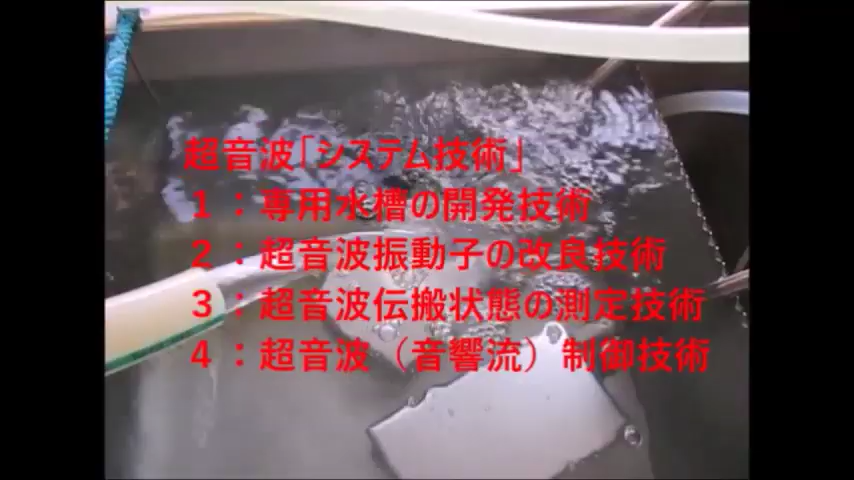 超音波「システム技術」
１：専用水槽の開発技術
２：超音波振動子の改良技術
３：超音波伝搬状態の測定技術
４：超音波（音響流）制御技術